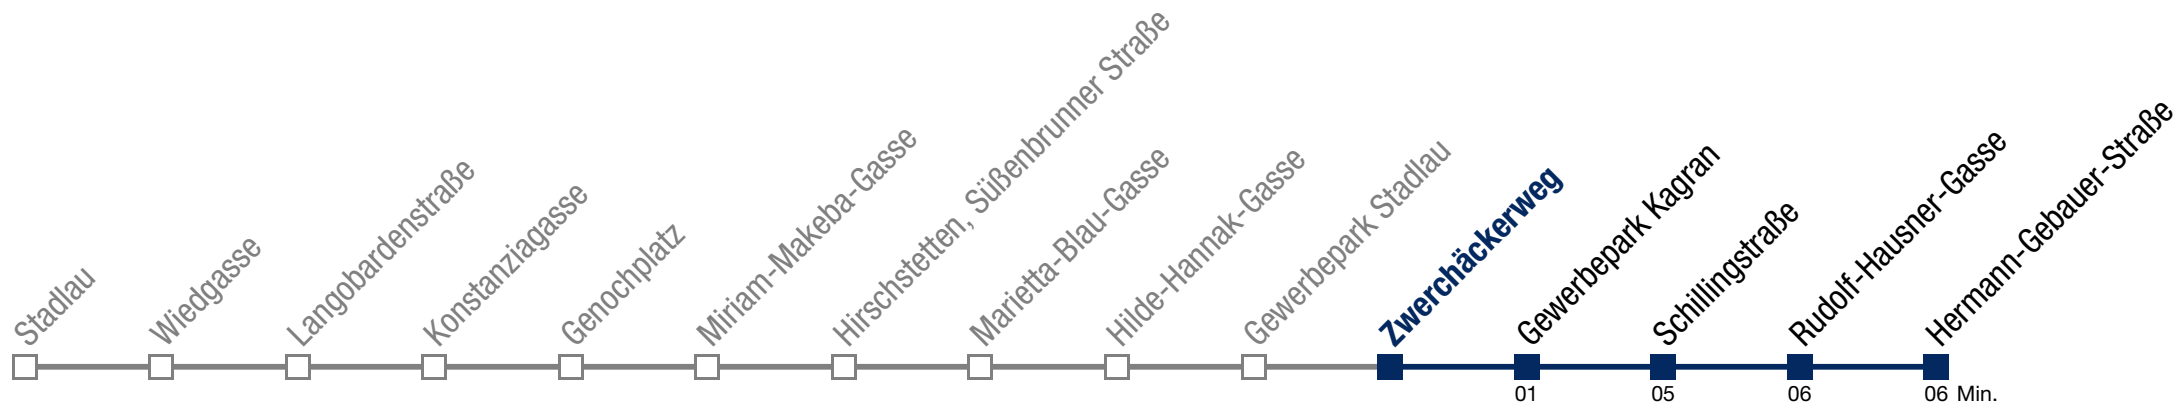 Stadlau
Wiedgasse
Langobardenstraße
Konstanziagasse
Genochplatz
Miriam-Makeba-Gasse
Hirschstetten, Süßenbrunner Straße
Marietta-Blau-Gasse
Hilde-Hannak-Gasse
Gewerbepark Stadlau
Zwerchäckerweg
Gewerbepark Kagran
Schillingstraße
Rudolf-Hausner-Gasse
Hermann-Gebauer-Straße
01 05 06 06 Min.